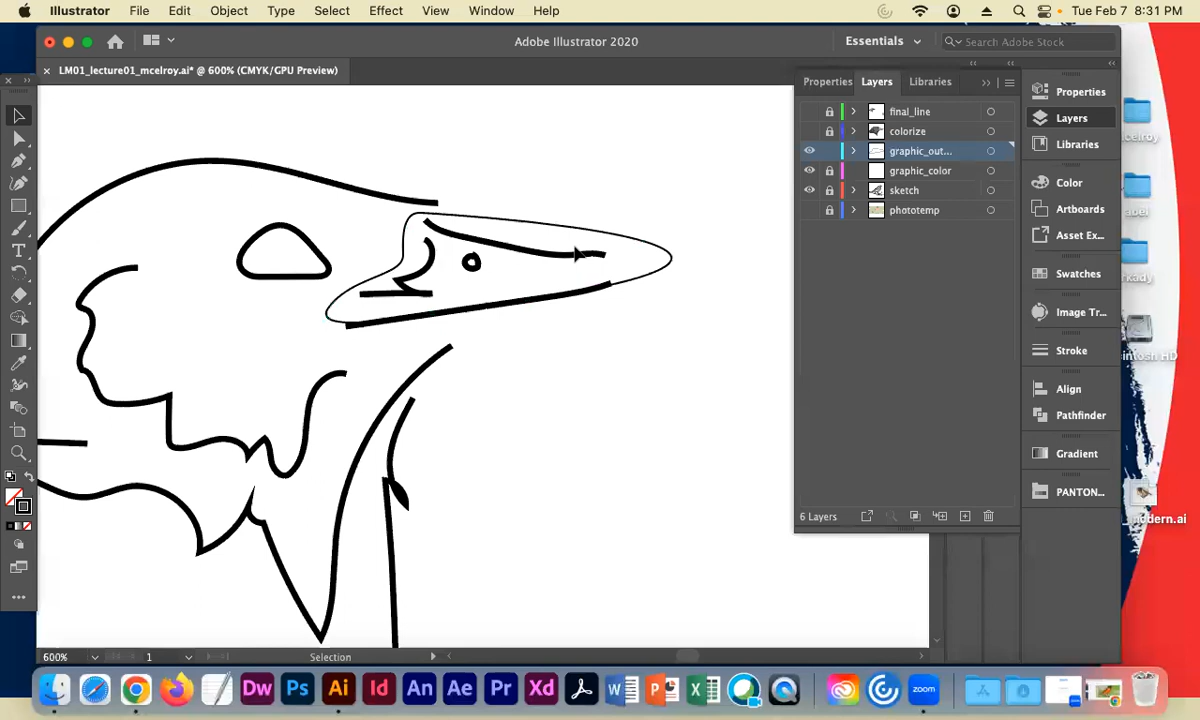 Illustrator File Edit Object Type Select Effect View Window Help Tue Feb 7 8:31 PM
Adobe Illustrator 2020
Essentials
Search Adobe Stock
LM01_lecture01_mcelroy.ai* @ 600% (CMYK/GPU Preview)
Properties Layers Libraries
final_line
colorize
graphic_out...
graphic_color
sketch
phototemp
6 Layers
Properties
Layers
Libraries
Color
Artboards
Asset Ex...
Swatches
Image Tr...
Stroke
Align
Pathfinder
Gradient
PANTON...
_modern.ai
600% 1 Selection
Dw Ps Ai Id An Ae Pr Xd W P X zoom